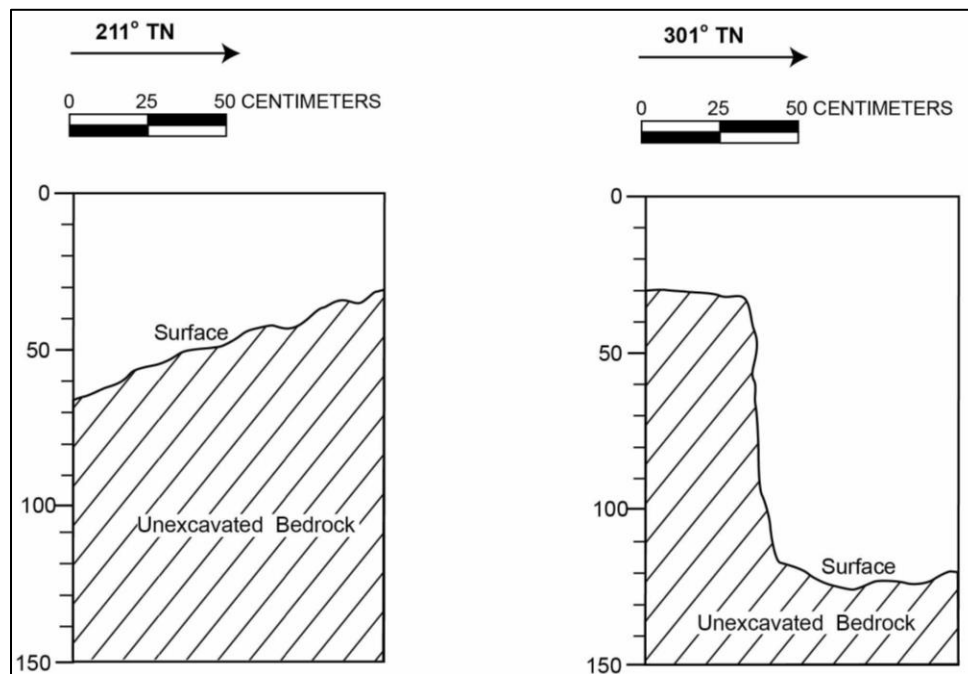 211° TN
0 25 50 CENTIMETERS
0
50
100
150
Surface
Unexcavated Bedrock
301° TN
0 25 50 CENTIMETERS
0
50
100
150
Surface
Unexcavated Bedrock